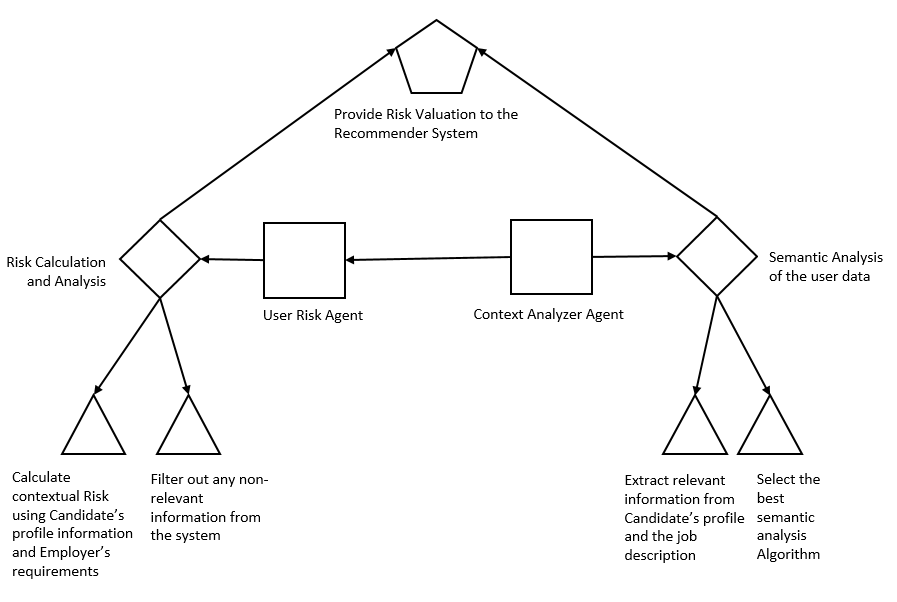 Provide Risk Valuation to the
Recommender System
Risk Calculation
and Analysis
User Risk Agent
Context Analyzer Agent
Semantic Analysis
of the user data
Calculate
contextual Risk
using Candidate’s
profile information
and Employer’s
requirements
Filter out any non-
relevant
information from
the system
Extract relevant
information from
Candidate’s profile
and the job
description
Select the
best
semantic
analysis
Algorithm